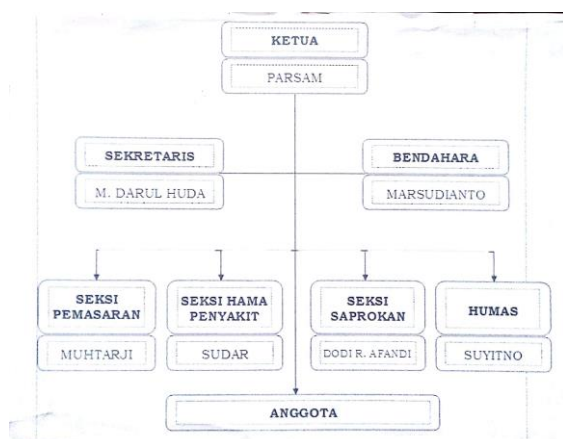 KETUA
PARSAM
SEKRETARIS
M. DARUL HUDA
BENDAHARA
MARSUDIANTO
SEKSI
PEMASARAN
MUHTARJI
SEKSI HAMA
PENYAKIT
SUDAR
SEKSI
SAPROKAN
DODI R. AFANDI
HUMAS
SUYITNO
ANGGOTA